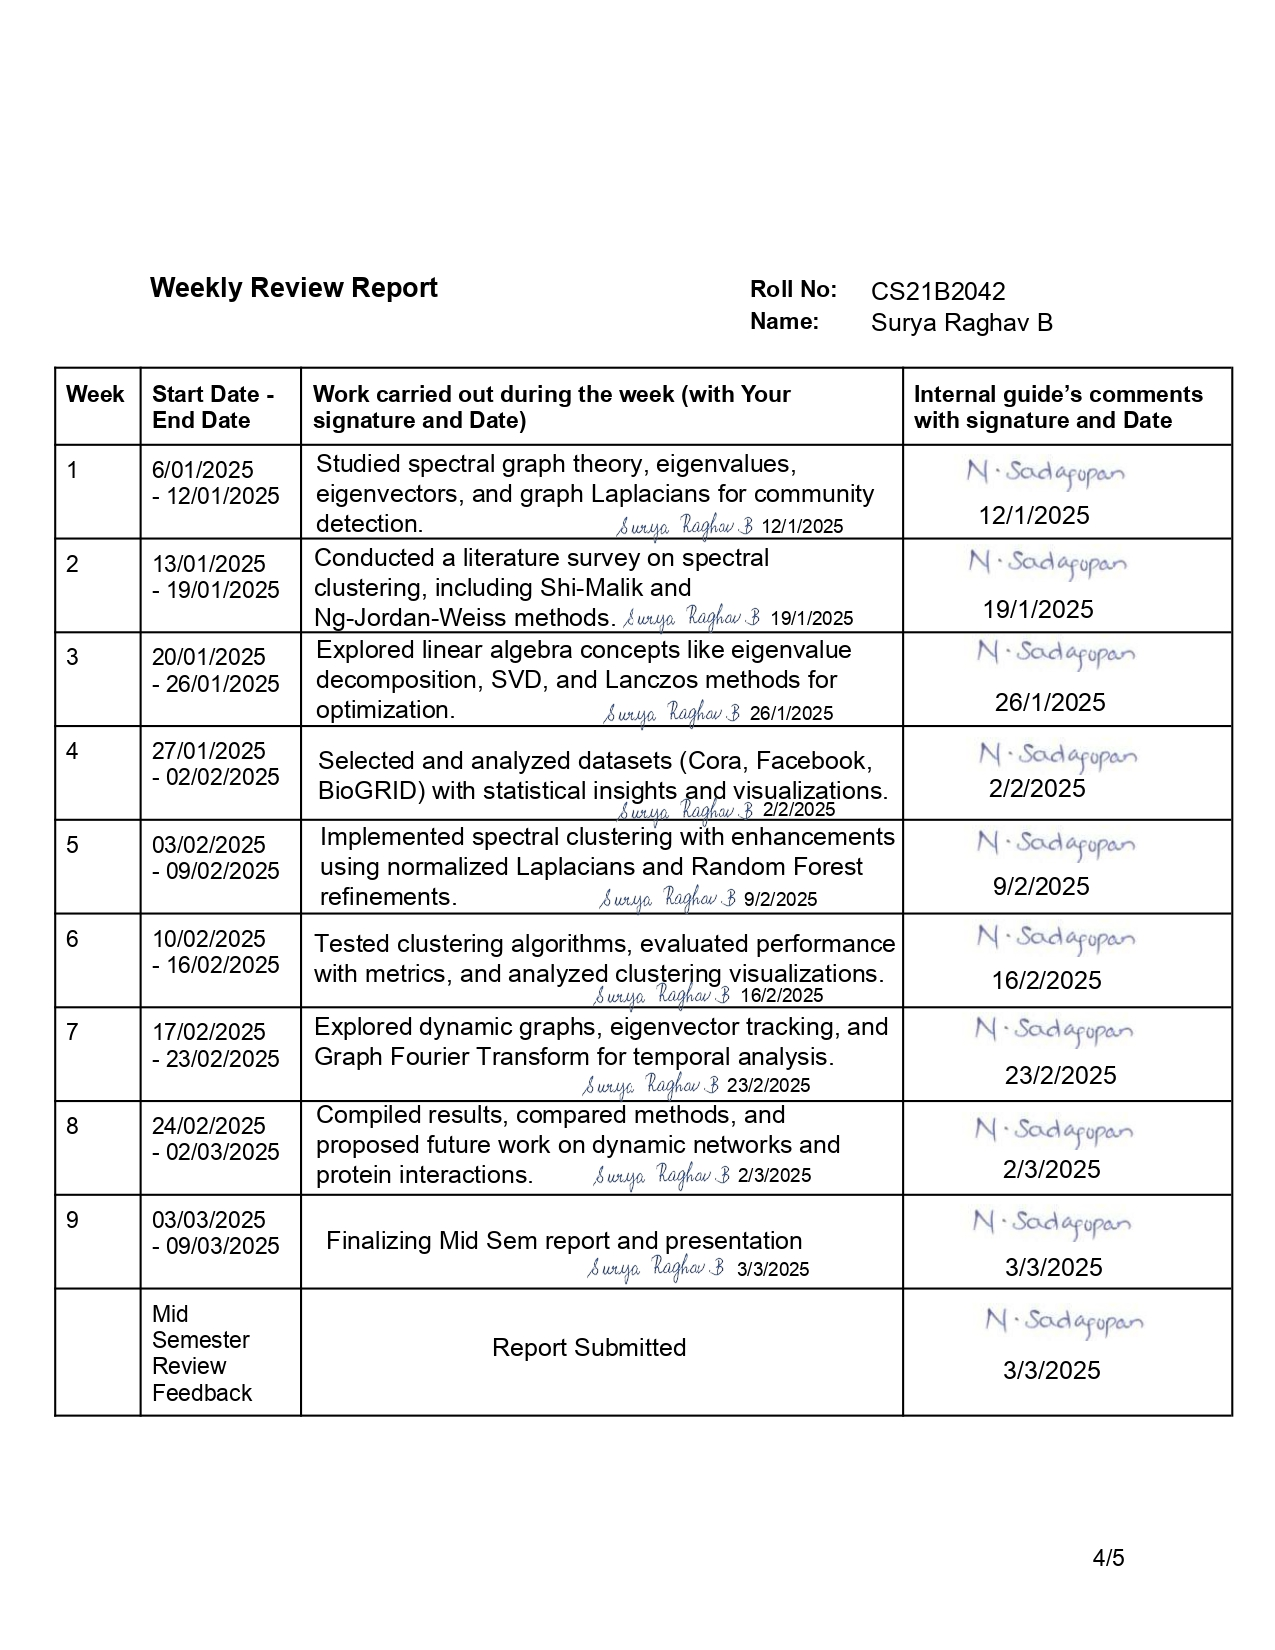 Weekly Review Report
Roll No: CS21B2042
Name: Surya Raghav B
Week
Start Date -
End Date
Work carried out during the week (with Your
signature and Date)
Internal guide’s comments
with signature and Date
1
6/01/2025
- 12/01/2025
Studied spectral graph theory, eigenvalues,
eigenvectors, and graph Laplacians for community
detection. Surya Raghav B 12/1/2025
N. Sadagopan
12/1/2025
2
13/01/2025
- 19/01/2025
Conducted a literature survey on spectral
clustering, including Shi-Malik and
Ng-Jordan-Weiss methods. Surya Raghav B 19/1/2025
N. Sadagopan
19/1/2025
3
20/01/2025
- 26/01/2025
Explored linear algebra concepts like eigenvalue
decomposition, SVD, and Lanczos methods for
optimization. Surya Raghav B 26/1/2025
N. Sadagopan
26/1/2025
4
27/01/2025
- 02/02/2025
Selected and analyzed datasets (Cora, Facebook,
BioGRID) with statistical insights and visualizations.
Surya Raghav B 2/2/2025
N. Sadagopan
2/2/2025
5
03/02/2025
- 09/02/2025
Implemented spectral clustering with enhancements
using normalized Laplacians and Random Forest
refinements. Surya Raghav B 9/2/2025
N. Sadagopan
9/2/2025
6
10/02/2025
- 16/02/2025
Tested clustering algorithms, evaluated performance
with metrics, and analyzed clustering visualizations.
Surya Raghav B 16/2/2025
N. Sadagopan
16/2/2025
7
17/02/2025
- 23/02/2025
Explored dynamic graphs, eigenvector tracking, and
Graph Fourier Transform for temporal analysis.
Surya Raghav B 23/2/2025
N. Sadagopan
23/2/2025
8
24/02/2025
- 02/03/2025
Compiled results, compared methods, and
proposed future work on dynamic networks and
protein interactions. Surya Raghav B 2/3/2025
N. Sadagopan
2/3/2025
9
03/03/2025
- 09/03/2025
Finalizing Mid Sem report and presentation
Surya Raghav B 3/3/2025
N. Sadagopan
3/3/2025
Mid
Semester
Review
Feedback
Report Submitted
N. Sadagopan
3/3/2025
4/5